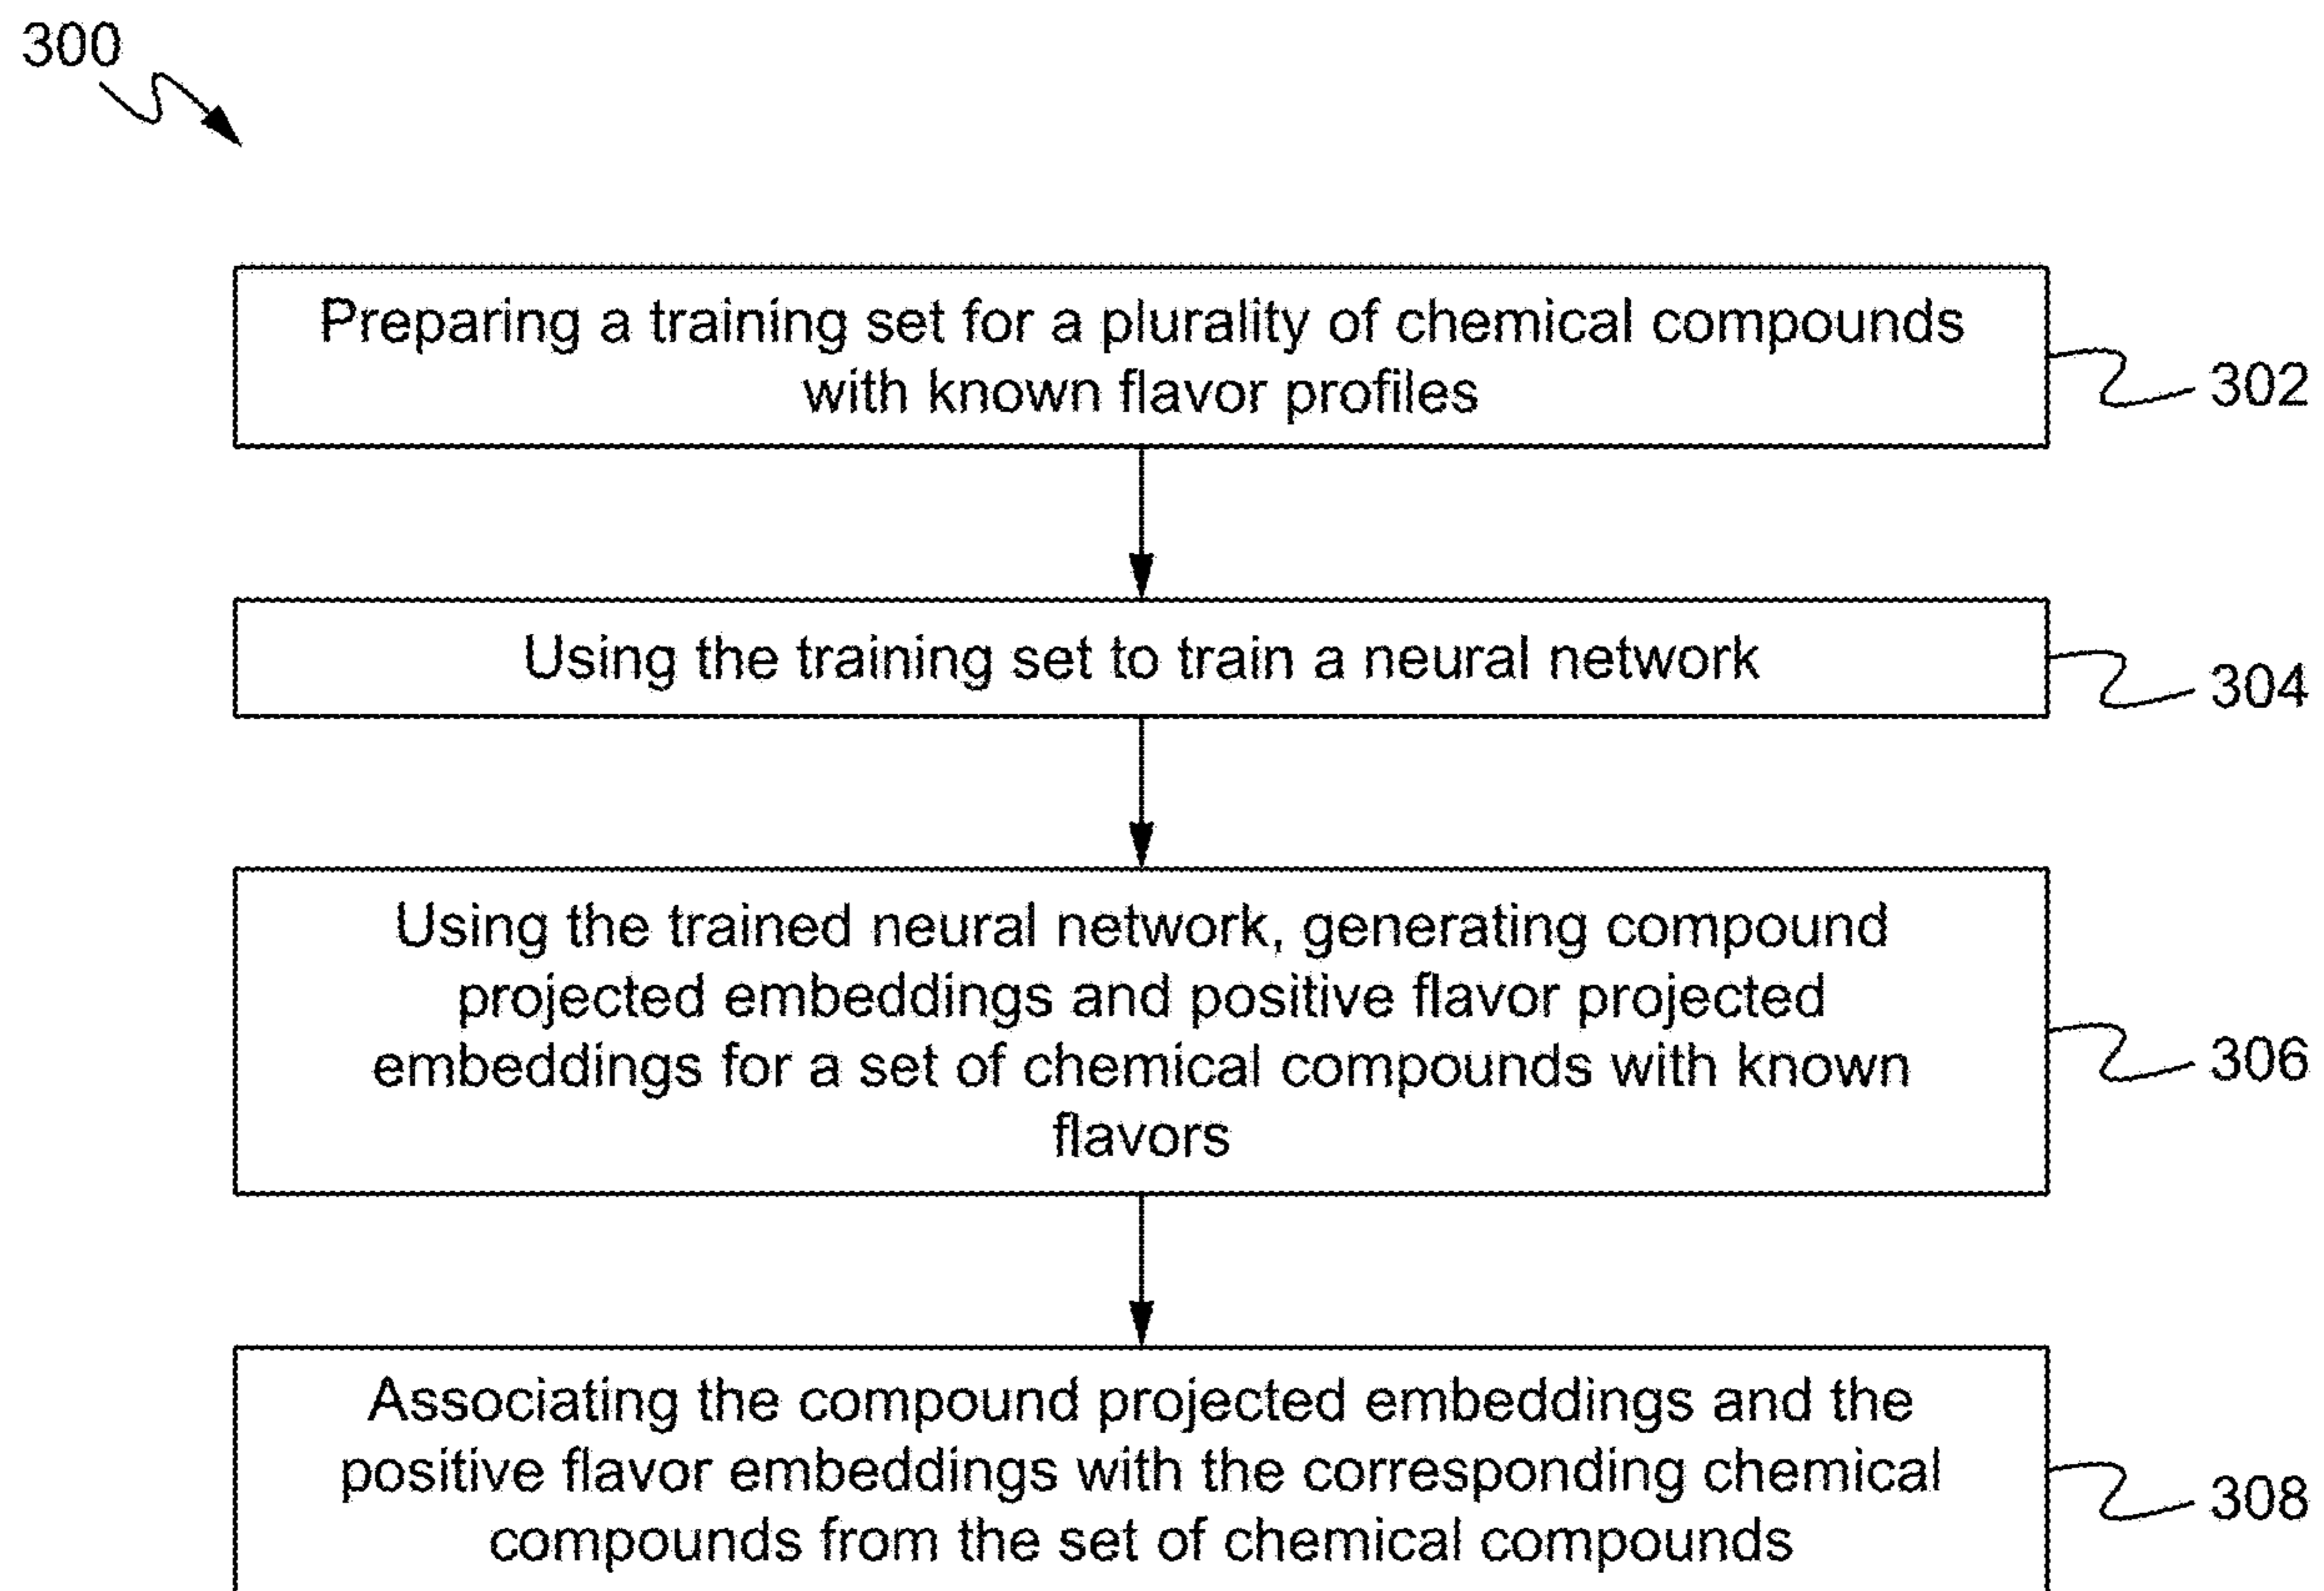 300
Preparing a training set for a plurality of chemical compounds
with known flavor profiles
302
Using the training set to train a neural network
304
Using the trained neural network, generating compound
projected embeddings and positive flavor projected
embeddings for a set of chemical compounds with known
flavors
306
Associating the compound projected embeddings and the
positive flavor embeddings with the corresponding chemical
compounds from the set of chemical compounds
308